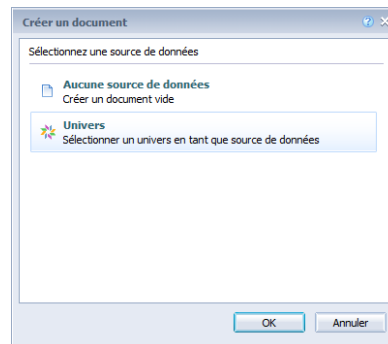 Créer un document
Sélectionnez une source de données
Aucune source de données
Créer un document vide
Univers
Sélectionner un univers en tant que source de données
OK
Annuler